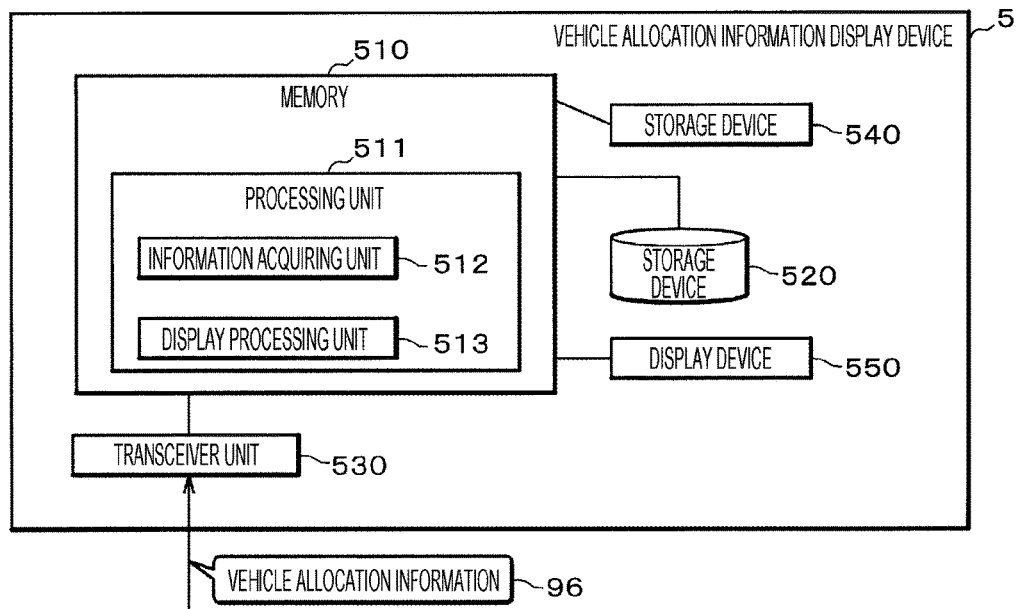 5
VEHICLE ALLOCATION INFORMATION DISPLAY DEVICE
510
MEMORY
STORAGE DEVICE
540
511
PROCESSING UNIT
INFORMATION ACQUIRING UNIT
512
STORAGE
DEVICE
520
DISPLAY PROCESSING UNIT
513
DISPLAY DEVICE
550
TRANSCEIVER UNIT
530
VEHICLE ALLOCATION INFORMATION
96